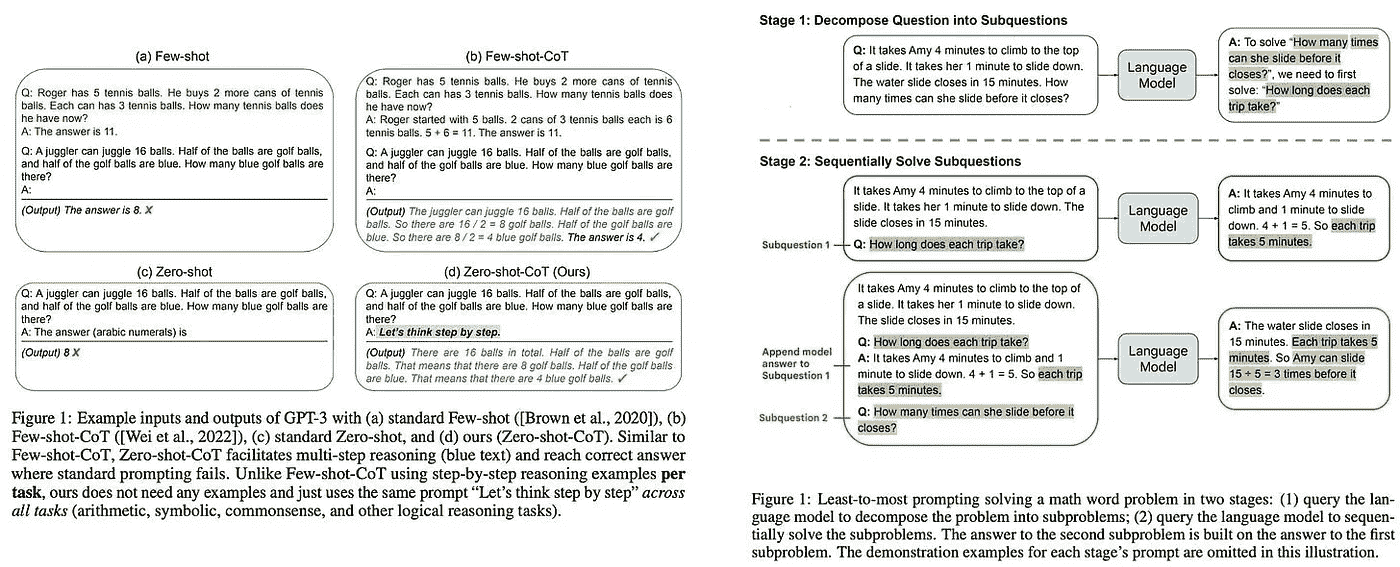 (a) Few-shot
Q: Roger has 5 tennis balls. He buys 2 more cans of tennis
balls. Each can has 3 tennis balls. How many tennis balls does
he have now?
A: The answer is 11.
Q: A juggler can juggle 16 balls. Half of the balls are golf balls,
and half of the golf balls are blue. How many blue golf balls are
there?
A:
(Output) The answer is 8. X
(b) Few-shot-CoT
Q: Roger has 5 tennis balls. He buys 2 more cans of tennis
balls. Each can has 3 tennis balls. How many tennis balls does
he have now?
A: Roger started with 5 balls. 2 cans of 3 tennis balls each is 6
tennis balls. 5 + 6 = 11. The answer is 11.
Q: A juggler can juggle 16 balls. Half of the balls are golf balls,
and half of the golf balls are blue. How many blue golf balls are
there?
A:
(Output) The juggler can juggle 16 balls. Half of the balls are golf
balls. So there are 16 / 2 = 8 golf balls. Half of the golf balls are
blue. So there are 8 / 2 = 4 blue golf balls. The answer is 4. ✓
(c) Zero-shot
Q: A juggler can juggle 16 balls. Half of the balls are golf balls,
and half of the golf balls are blue. How many blue golf balls are
there?
A: The answer (arabic numerals) is
(Output) 8 X
(d) Zero-shot-CoT (Ours)
Q: A juggler can juggle 16 balls. Half of the balls are golf balls,
and half of the golf balls are blue. How many blue golf balls are
there?
A: Let's think step by step.
(Output) There are 16 balls in total. Half of the balls are golf
balls. That means that there are 8 golf balls. Half of the golf balls
are blue. That means that there are 4 blue golf balls. ✓
Figure 1: Example inputs and outputs of GPT-3 with (a) standard Few-shot ([Brown et al., 2020]), (b)
Few-shot-CoT ([Wei et al., 2022]), (c) standard Zero-shot, and (d) ours (Zero-shot-CoT). Similar to
Few-shot-CoT, Zero-shot-CoT facilitates multi-step reasoning (blue text) and reach correct answer
where standard prompting fails. Unlike Few-shot-CoT using step-by-step reasoning examples per
task, ours does not need any examples and just uses the same prompt “Let's think step by step” across
all tasks (arithmetic, symbolic, commonsense, and other logical reasoning tasks).
Stage 1: Decompose Question into Subquestions
Q: It takes Amy 4 minutes to climb to the top
of a slide. It takes her 1 minute to slide down.
The water slide closes in 15 minutes. How
many times can she slide before it closes?
Language
Model
A: To solve “How many times
can she slide before it
closes?”, we need to first
solve: “How long does each
trip take?”
Stage 2: Sequentially Solve Subquestions
It takes Amy 4 minutes to climb to the top of a
slide. It takes her 1 minute to slide down. The
slide closes in 15 minutes.
Subquestion 1
Q: How long does each trip take?
Language
Model
A: It takes Amy 4 minutes to
climb and 1 minute to slide
down. 4 + 1 = 5. So each trip
takes 5 minutes.
It takes Amy 4 minutes to climb to the top of
a slide. It takes her 1 minute to slide down.
The slide closes in 15 minutes.
Q: How long does each trip take?
Append model
answer to
Subquestion 1
A: It takes Amy 4 minutes to climb and 1
minute to slide down. 4 + 1 = 5. So each trip
takes 5 minutes.
Subquestion 2
Q: How many times can she slide before it
closes?
Language
Model
A: The water slide closes in
15 minutes. Each trip takes 5
minutes. So Amy can slide
15 ÷ 5 = 3 times before it
closes.
Figure 1: Least-to-most prompting solving a math word problem in two stages: (1) query the lan-
guage model to decompose the problem into subproblems; (2) query the language model to sequen-
tially solve the subproblems. The answer to the second subproblem is built on the answer to the first
subproblem. The demonstration examples for each stage's prompt are omitted in this illustration.